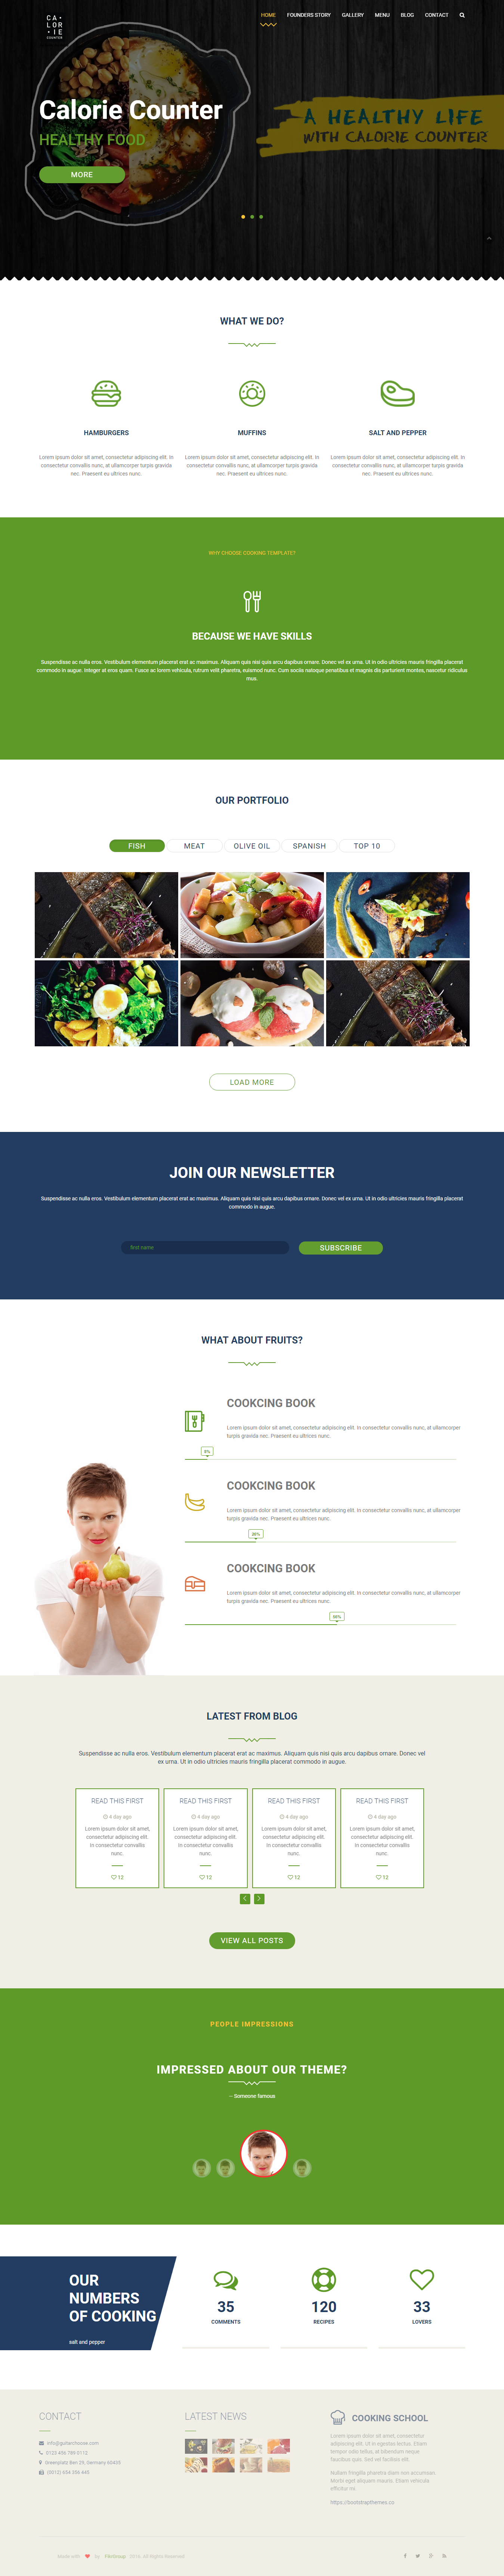 CA•
LOR
•IE
COUNTER
HOME FOUNDERS STORY GALLERY MENU BLOG CONTACT
Calorie Counter
HEALTHY FOOD
MORE
A HEALTHY LIFE
WITH CALORIE COUNTER
WHAT WE DO?
HAMBURGERS
Lorem ipsum dolor sit amet, consectetur adipiscing elit. In
consectetur convallis nunc, at ullamcorper turpis gravida
nec. Praesent eu ultrices nunc.
MUFFINS
Lorem ipsum dolor sit amet, consectetur adipiscing elit. In
consectetur convallis nunc, at ullamcorper turpis gravida
nec. Praesent eu ultrices nunc.
SALT AND PEPPER
Lorem ipsum dolor sit amet, consectetur adipiscing elit. In
consectetur convallis nunc, at ullamcorper turpis gravida
nec. Praesent eu ultrices nunc.
WHY CHOOSE COOKING TEMPLATE?
BECAUSE WE HAVE SKILLS
Suspendisse ac nulla eros. Vestibulum elementum placerat erat ac maximus. Aliquam quis nisi quis arcu dapibus ornare. Donec vel ex urna. Ut in odio ultricies mauris fringilla placerat
commodo in augue. Integer at eros quam. Fusce ac lorem vehicula, rutrum velit pharetra, euismod nunc. Cum sociis natoque penatibus et magnis dis parturient montes, nascetur ridiculus
mus.
OUR PORTFOLIO
FISH MEAT OLIVE OIL SPANISH TOP 10
LOAD MORE
JOIN OUR NEWSLETTER
Suspendisse ac nulla eros. Vestibulum elementum placerat erat ac maximus. Aliquam quis nisi quis arcu dapibus ornare. Donec vel ex urna. Ut in odio ultricies mauris fringilla placerat
commodo in augue.
first name
SUBSCRIBE
WHAT ABOUT FRUITS?
COOKCING BOOK
Lorem ipsum dolor sit amet, consectetur adipiscing elit. In consectetur convallis nunc, at ullamcorper
turpis gravida nec. Praesent eu ultrices nunc.
8%
COOKCING BOOK
Lorem ipsum dolor sit amet, consectetur adipiscing elit. In consectetur convallis nunc, at ullamcorper
turpis gravida nec. Praesent eu ultrices nunc.
26%
COOKCING BOOK
Lorem ipsum dolor sit amet, consectetur adipiscing elit. In consectetur convallis nunc, at ullamcorper
turpis gravida nec. Praesent eu ultrices nunc.
56%
LATEST FROM BLOG
Suspendisse ac nulla eros. Vestibulum elementum placerat erat ac maximus. Aliquam quis nisi quis arcu dapibus ornare. Donec vel
ex urna. Ut in odio ultricies mauris fringilla placerat commodo in augue.
READ THIS FIRST
4 day ago
Lorem ipsum dolor sit amet,
consectetur adipiscing elit.
In consectetur convallis
nunc.
12
READ THIS FIRST
4 day ago
Lorem ipsum dolor sit amet,
consectetur adipiscing elit.
In consectetur convallis
nunc.
12
READ THIS FIRST
4 day ago
Lorem ipsum dolor sit amet,
consectetur adipiscing elit.
In consectetur convallis
nunc.
12
READ THIS FIRST
4 day ago
Lorem ipsum dolor sit amet,
consectetur adipiscing elit.
In consectetur convallis
nunc.
12
VIEW ALL POSTS
PEOPLE IMPRESSIONS
IMPRESSED ABOUT OUR THEME?
— Someone famous
OUR
NUMBERS
OF COOKING
salt and pepper
35
COMMENTS
120
RECIPES
33
LOVERS
CONTACT
0123 456 789 0112
Greenplatz Ben 29, Germany 60435
(0012) 654 356 445
LATEST NEWS
COOKING SCHOOL
Lorem ipsum dolor sit amet, consectetur
adipiscing elit. Ut in egestas lectus. Etiam
tempor odio tellus, at bibendum neque
faucibus quis. Sed vel facilisis elit.
Nullam fringilla pharetra diam non accumsan.
Morbi eget aliquam mauris. Etiam vehicula
efficitur mi.
https://bootstrapthemes.co
Made with by 2016. All Rights Reserved